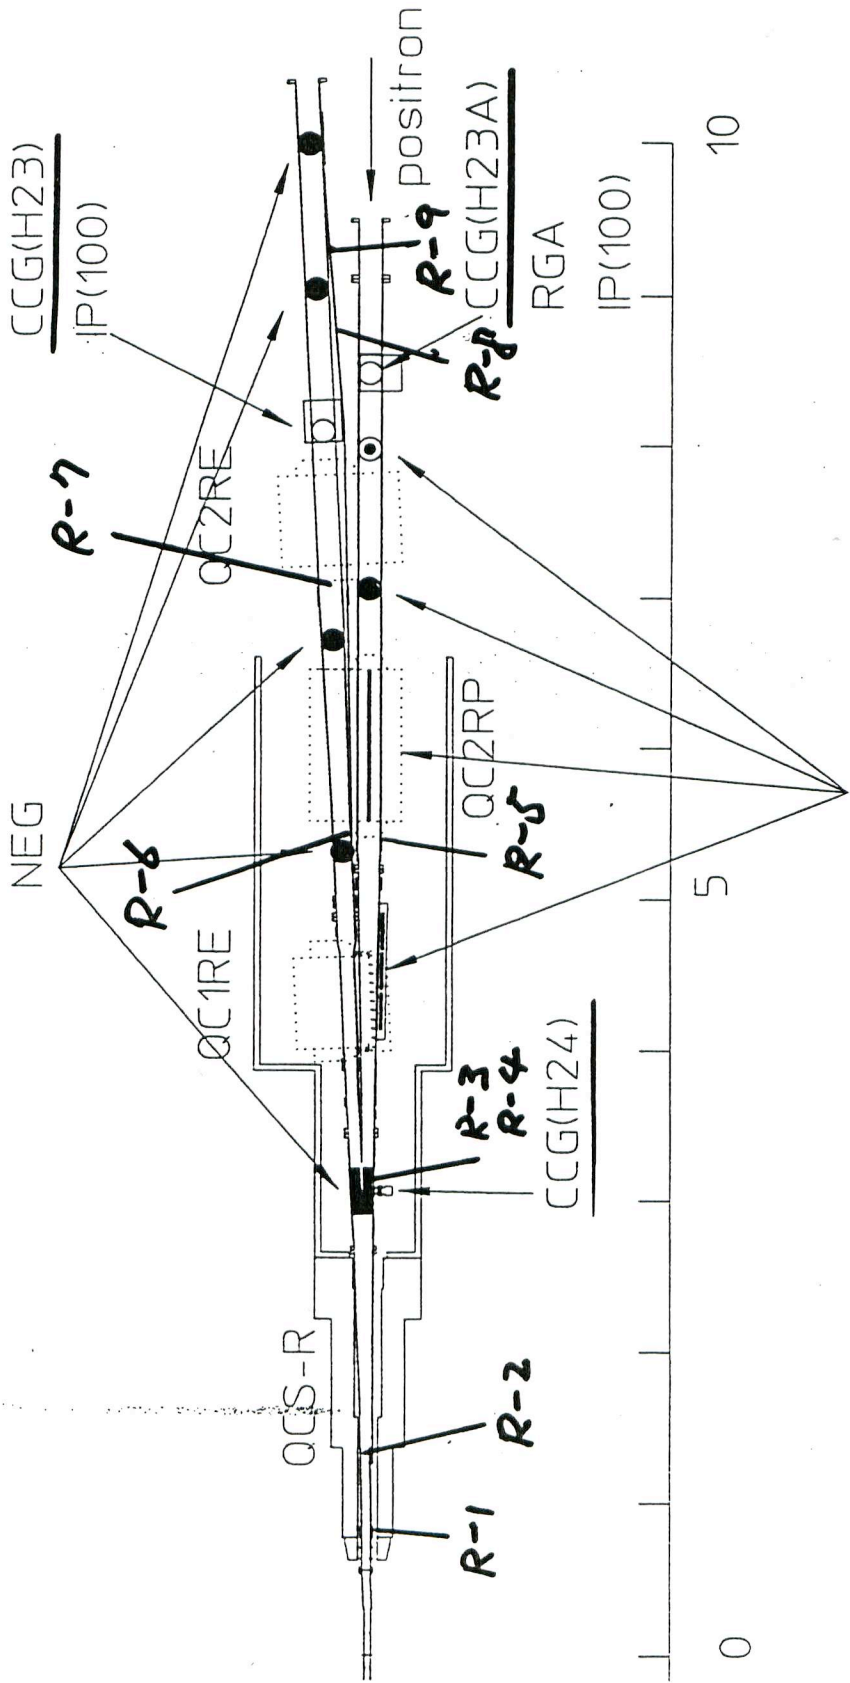 CCG(H23)
IP(100)
NEG
R-7
QC2RE
R-6
QC1RE
QCS-R
positron
R-9
CCG(H23A)
RGA
IP(100)
R-8
QC2RP
R-5
R-3
R-4
CCG(H24)
R-2
R-1
0
5
10